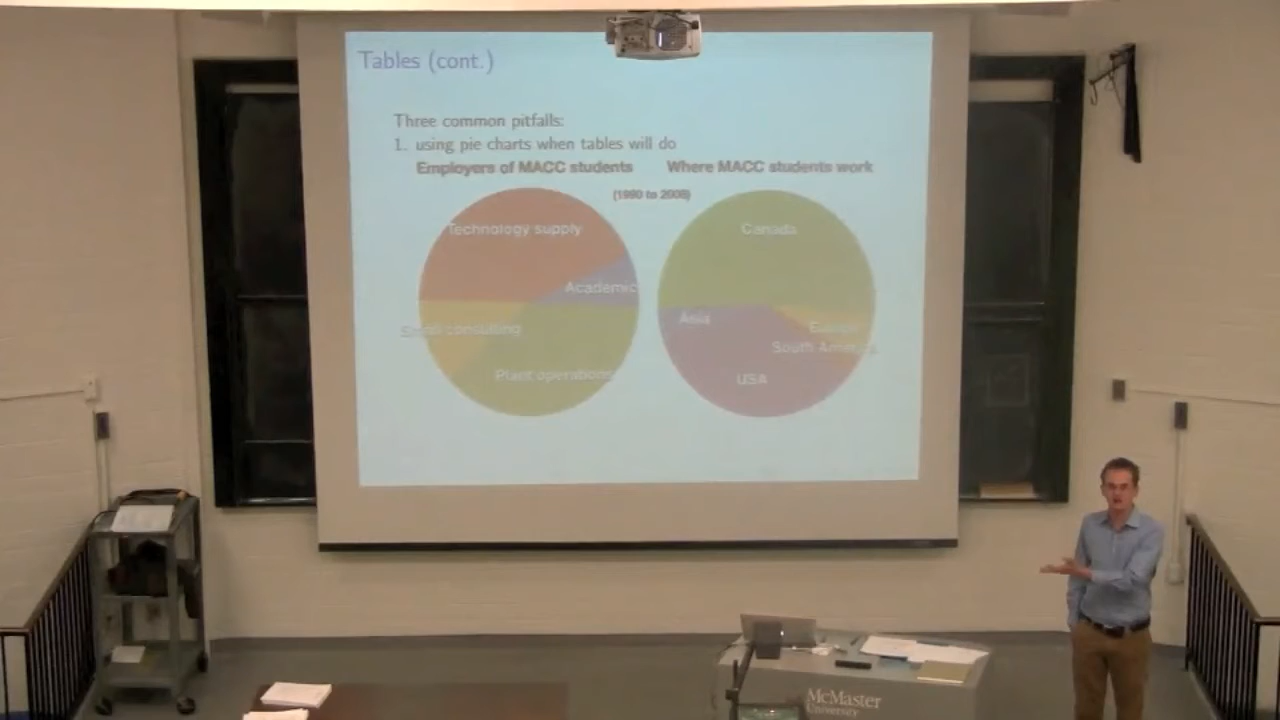 Tables (cont.)
Three common pitfalls:
1. using pie charts when tables will do
Employers of MACC students
Where MACC students work
(1990 to 2008)
Technology supply
Academic
Small consulting
Plant operations
Canada
Asia
Europe
South America
USA
McMaster
University